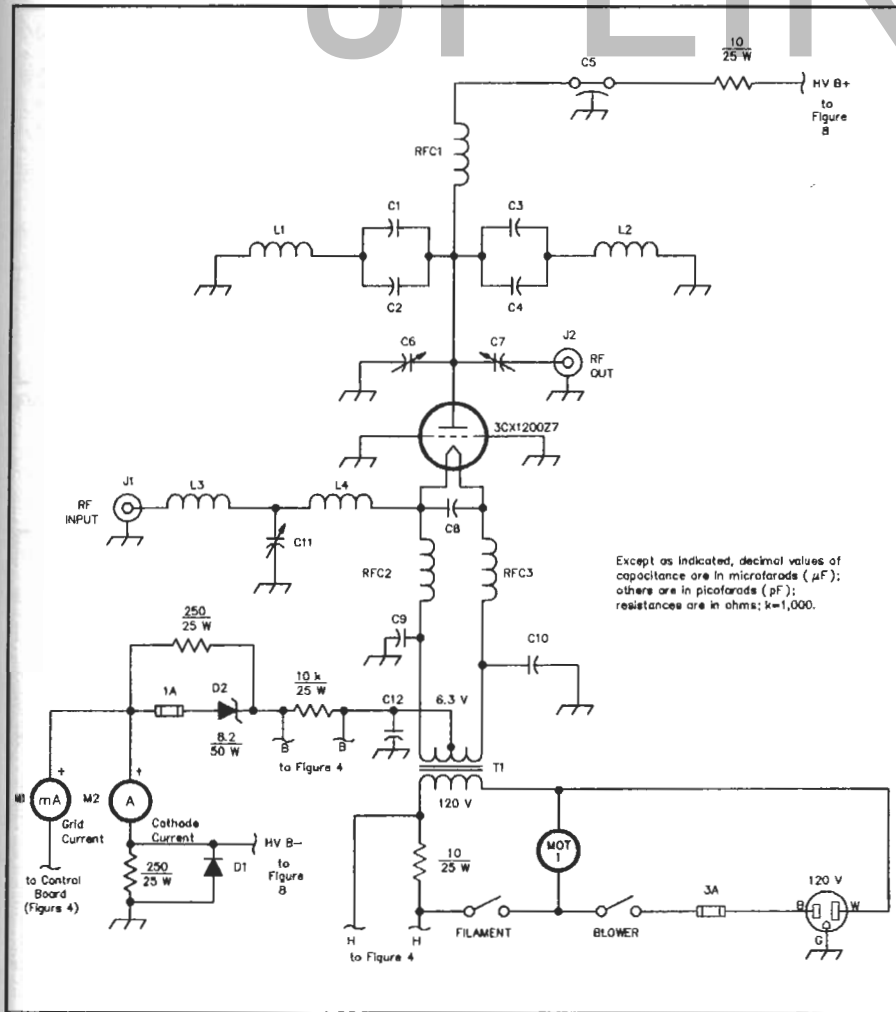 UPLIN
10
25 W
C5
HV B+
to
Figure
8
RFC1
C1
C3
L1
L2
C2
C4
C6
C7
J2
RF
OUT
3CX1200Z7
J1
L3
L4
RF
INPUT
C8
C11
RFC2
RFC3
Except as indicated, decimal values of
capacitance are in microfarads (µF);
others are in picofarads (pF);
resistances are in ohms; k=1,000.
250
25 W
C9
C10
1A
D2
10 k
25 W
C12
6.3 V
8.2
50 W
B
B
to Figure 4
T1
M1
mA
M2
A
120 V
Grid
Current
Cathode
Current
HV B-
to
Figure
8
D1
250
25 W
to Control
Board
(Figure 4)
10
25 W
MOT
1
3A
120 V
B
W
G
H
H
FILAMENT
BLOWER
to Figure 4